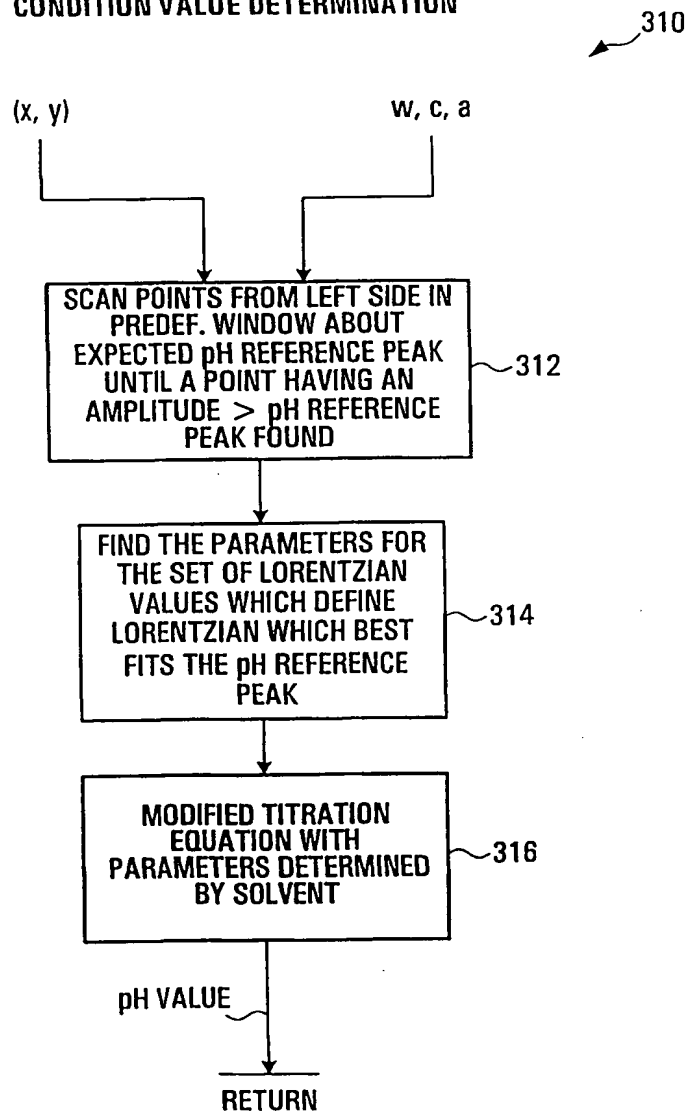 CONDITION VALUE DETERMINATION
310
(x, y)
w, c, a
SCAN POINTS FROM LEFT SIDE IN
PREDEF. WINDOW ABOUT
EXPECTED pH REFERENCE PEAK
UNTIL A POINT HAVING AN
AMPLITUDE > pH REFERENCE
PEAK FOUND
312
FIND THE PARAMETERS FOR
THE SET OF LORENTZIAN
VALUES WHICH DEFINE
LORENTZIAN WHICH BEST
FITS THE pH REFERENCE
PEAK
314
MODIFIED TITRATION
EQUATION WITH
PARAMETERS DETERMINED
BY SOLVENT
316
pH VALUE
RETURN